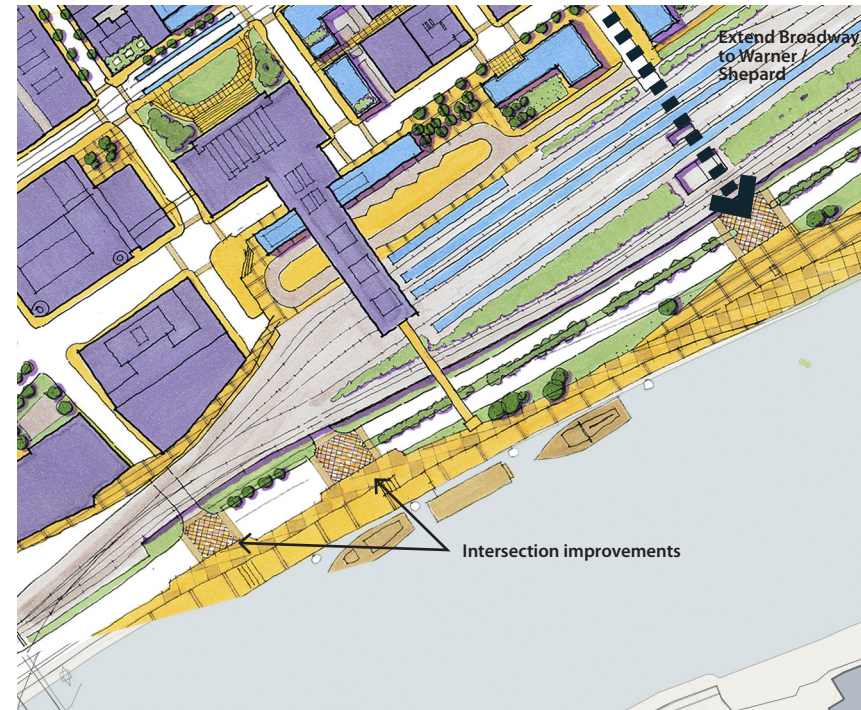 Extend Broadway
to Warner /
Shepard
Intersection improvements